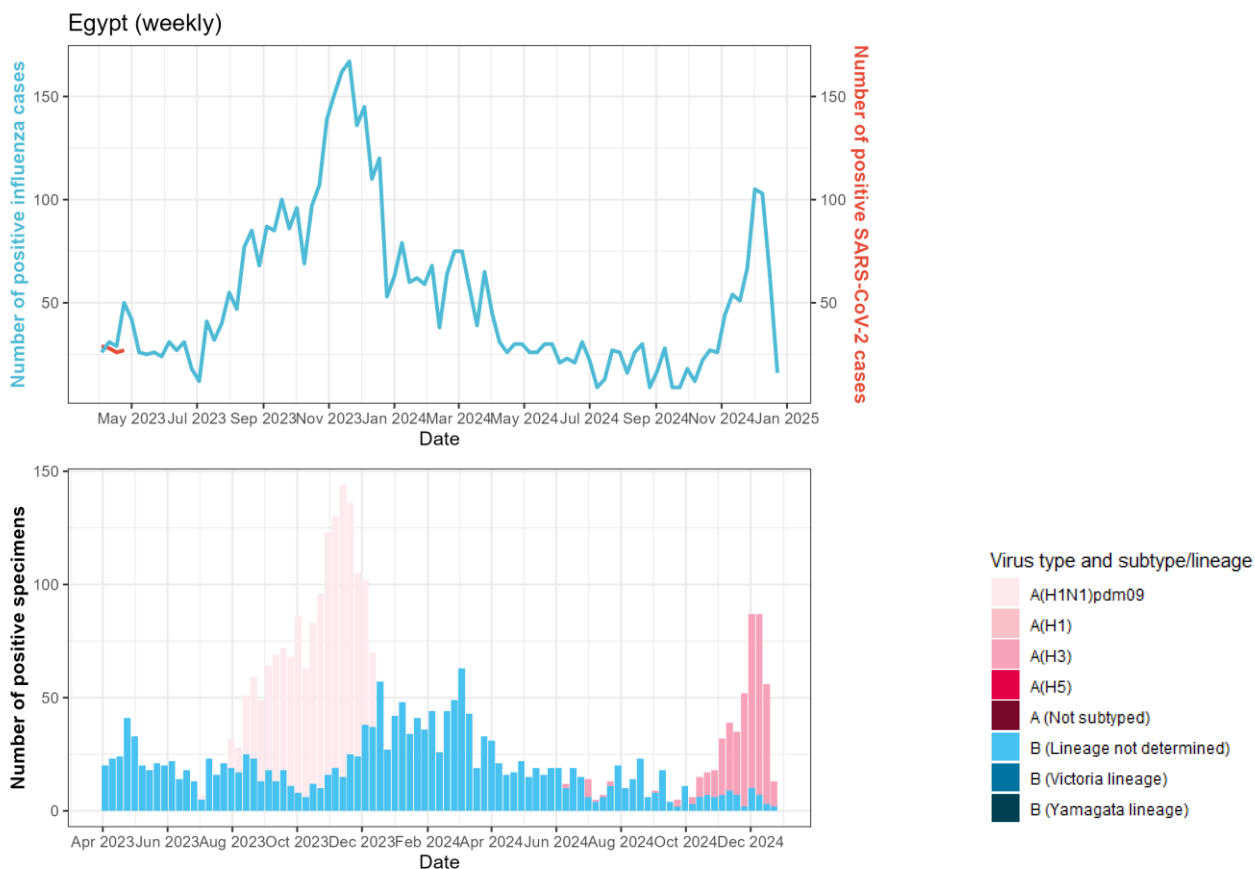 Egypt (weekly)
Number of positive influenza cases
150
100
50
150
100
50
Number of positive SARS-CoV-2 cases
May 2023 Jul 2023 Sep 2023 Nov 2023 Jan 2024 Mar 2024 May 2024 Jul 2024 Sep 2024 Nov 2024 Jan 2025
Date
Number of positive specimens
150
100
50
0
Apr 2023 Jun 2023 Aug 2023 Oct 2023 Dec 2023 Feb 2024 Apr 2024 Jun 2024 Aug 2024 Oct 2024 Dec 2024
Date
Virus type and subtype/lineage
A(H1N1)pdm09
A(H1)
A(H3)
A(H5)
A (Not subtyped)
B (Lineage not determined)
B (Victoria lineage)
B (Yamagata lineage)